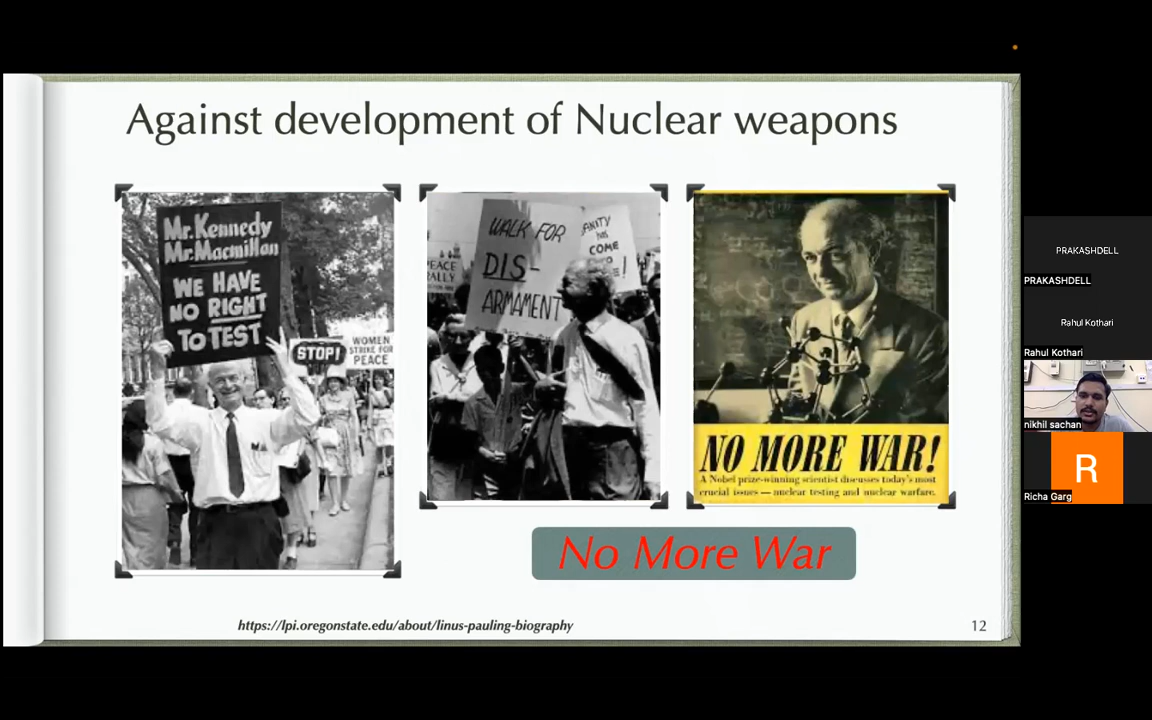 Against development of Nuclear weapons
Mr. Kennedy
Mr. Macmillan
WE HAVE
NO RIGHT
TO TEST
STOP!
WOMEN
STRIKE FOR
PEACE
WALK FOR
DIS-
ARMAMENT
SANITY
has
COME
!
PEACE
RALLY
NO MORE WAR!
A Nobel prize-winning scientist discusses today's most
crucial issues — nuclear testing and nuclear warfare.
No More War
https://lpi.oregonstate.edu/about/linus-pauling-biography
12
PRAKASHDELL
PRAKASHDELL
Rahul Kothari
Rahul Kothari
nikhil sachan
R
Richa Garg